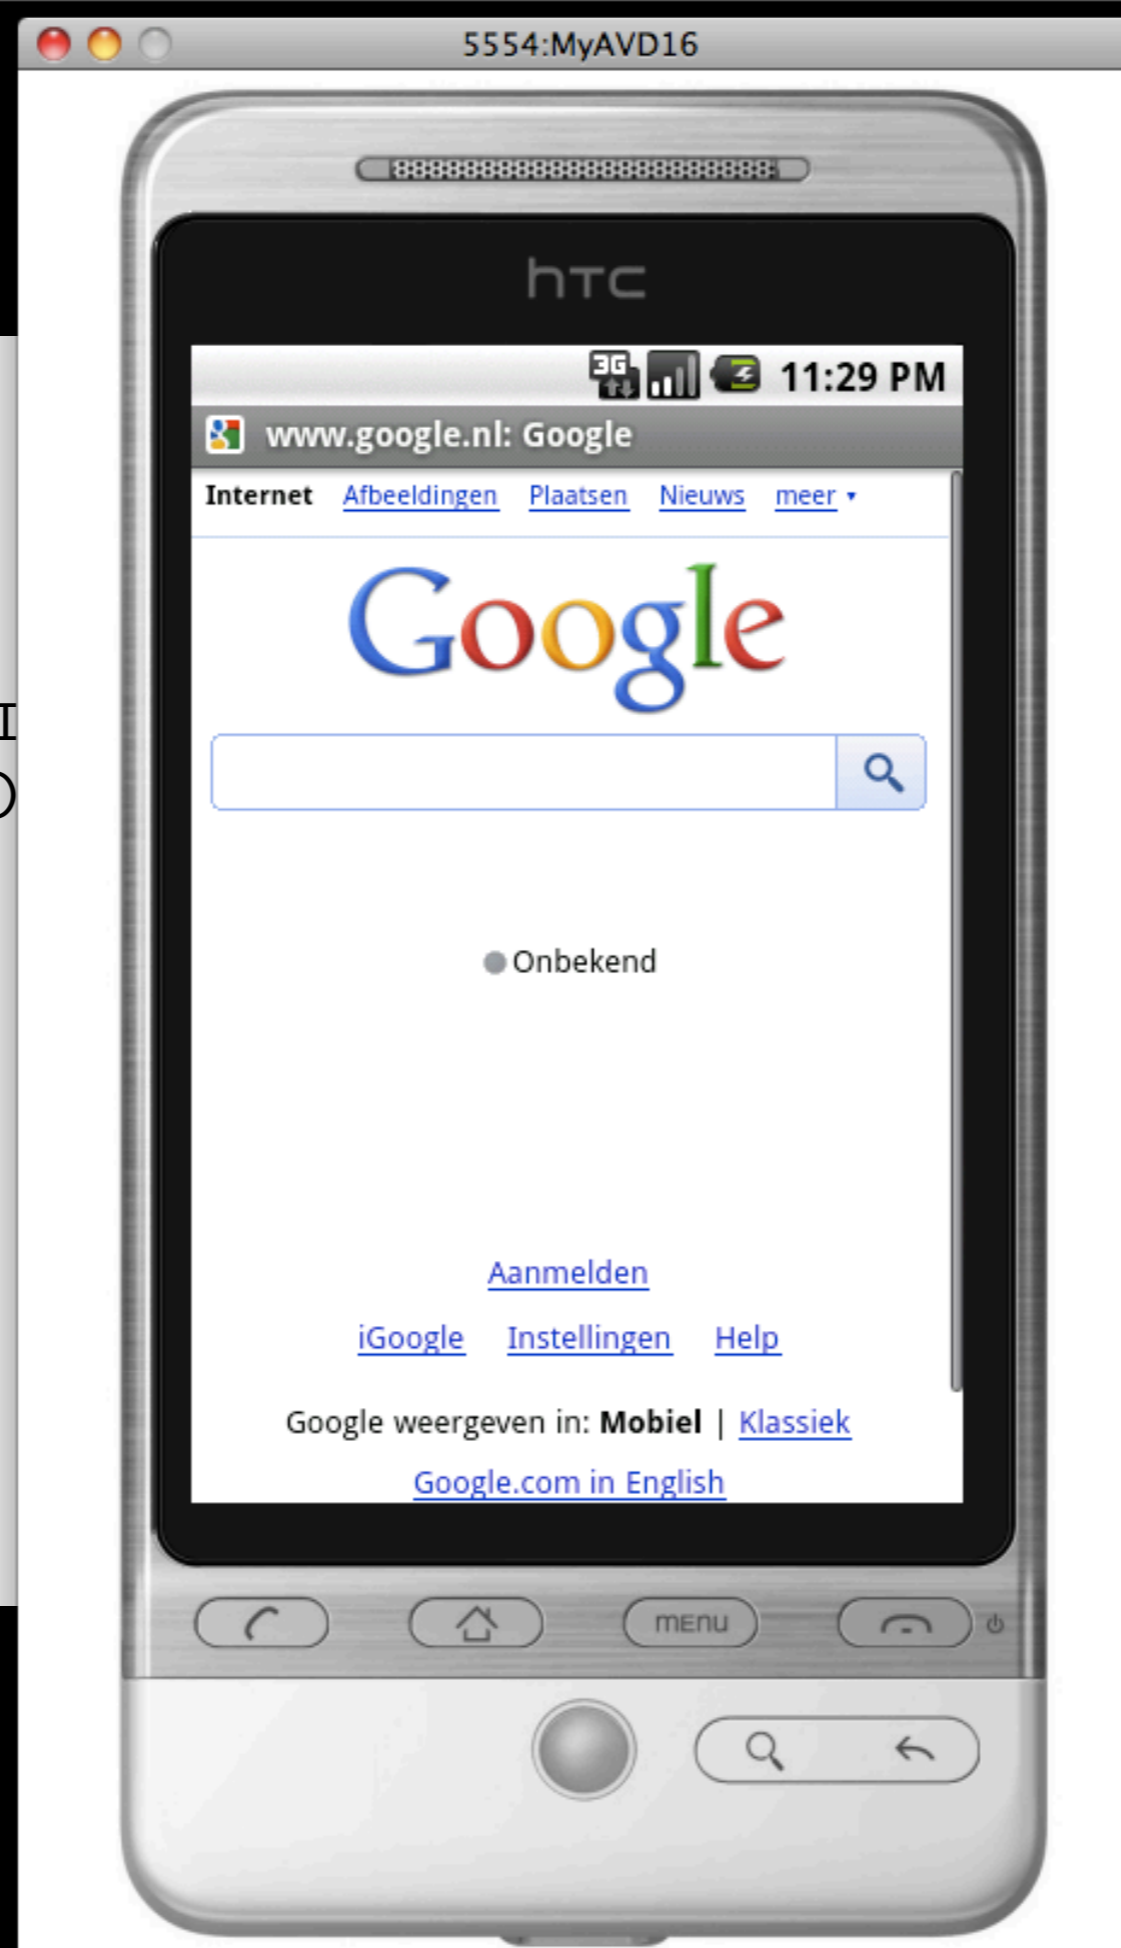 5554:MyAVD16
hTC
3G 11:29 PM
www.google.nl: Google
Internet Afbeeldingen Plaatsen Nieuws meer ▾
Google
Onbekend
Aanmelden
iGoogle Instellingen Help
Google weergeven in: Mobiel | Klassiek
Google.com in English
MENU